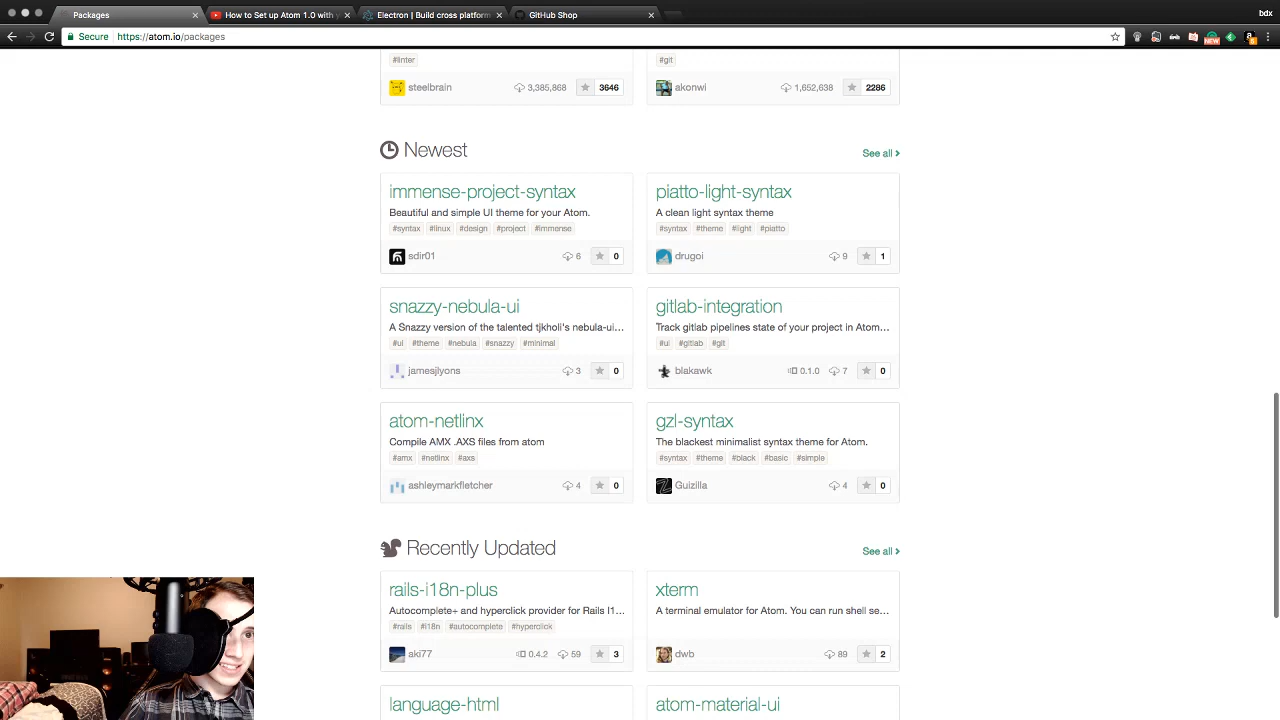 Packages
How to Set up Atom 1.0 with y
Electron | Build cross platform
GitHub Shop
bdx
Secure
https://atom.io/packages
NEW
#linter
#git
steelbrain
3,385,868
3646
akonwi
1,652,638
2286
Newest
See all
immense-project-syntax
Beautiful and simple UI theme for your Atom.
#syntax #linux #design #project #immense
sdir01
6
0
piatto-light-syntax
A clean light syntax theme
#syntax #theme #light #piatto
drugoi
9
1
snazzy-nebula-ui
A Snazzy version of the talented tjkholi's nebula-ui…
#ui #theme #nebula #snazzy #minimal
jamesjlyons
3
0
gitlab-integration
Track gitlab pipelines state of your project in Atom…
#ui #gitlab #git
blakawk
0.1.0
7
0
atom-netlinx
Compile AMX .AXS files from atom
#amx #netlinx #axs
ashleymarkfletcher
4
0
gzl-syntax
The blackest minimalist syntax theme for Atom.
#syntax #theme #black #basic #simple
Guizilla
4
0
Recently Updated
See all
rails-i18n-plus
Autocomplete+ and hyperclick provider for Rails I1…
#rails #i18n #autocomplete #hyperclick
aki77
0.4.2
59
3
xterm
A terminal emulator for Atom. You can run shell se…
dwb
89
2
language-html
atom-material-ui